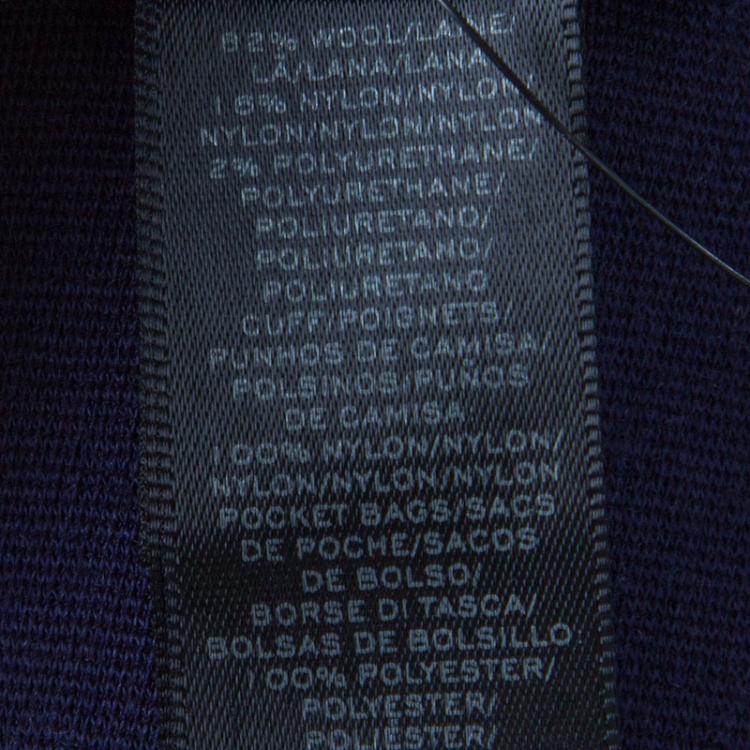 82% WOOL/LAINE/
LÃ/LANA/LANA,
16% NYLON/NYLON/
NYLON/NYLON/NYLON
2% POLYURETHANE/
POLYURETHANE/
POLIURETANO/
POLIURETANO/
POLIURETANO
CUFF/POIGNETS/
PUNHOS DE CAMISA/
POLSINOS/PUÑOS
DE CAMISA
100% NYLON/NYLON/
NYLON/NYLON/NYLON
POCKET BAGS/SACS
DE POCHE/SACOS
DE BOLSO/
BORSE DI TASCA/
BOLSAS DE BOLSILLO:
100% POLYESTER/
POLYESTER/
POLIÉSTER/